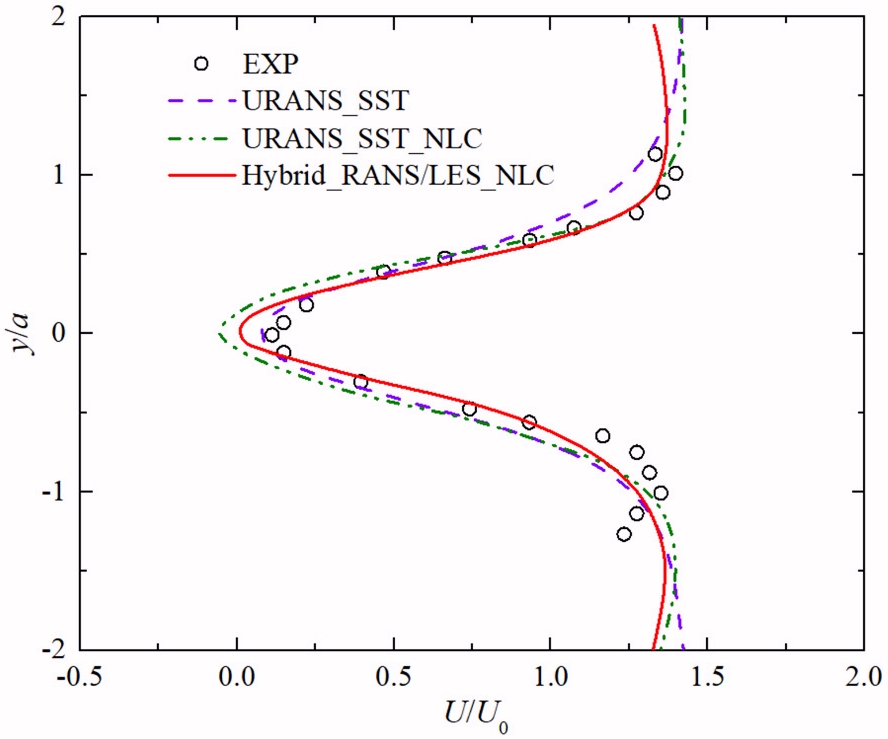 2
EXP
URANS_SST
URANS_SST_NLC
1
Hybrid_RANS/LES_NLC
y/a
0
-1
-2
-0.5 0.0 0.5 1.0 1.5 2.0
U/U0